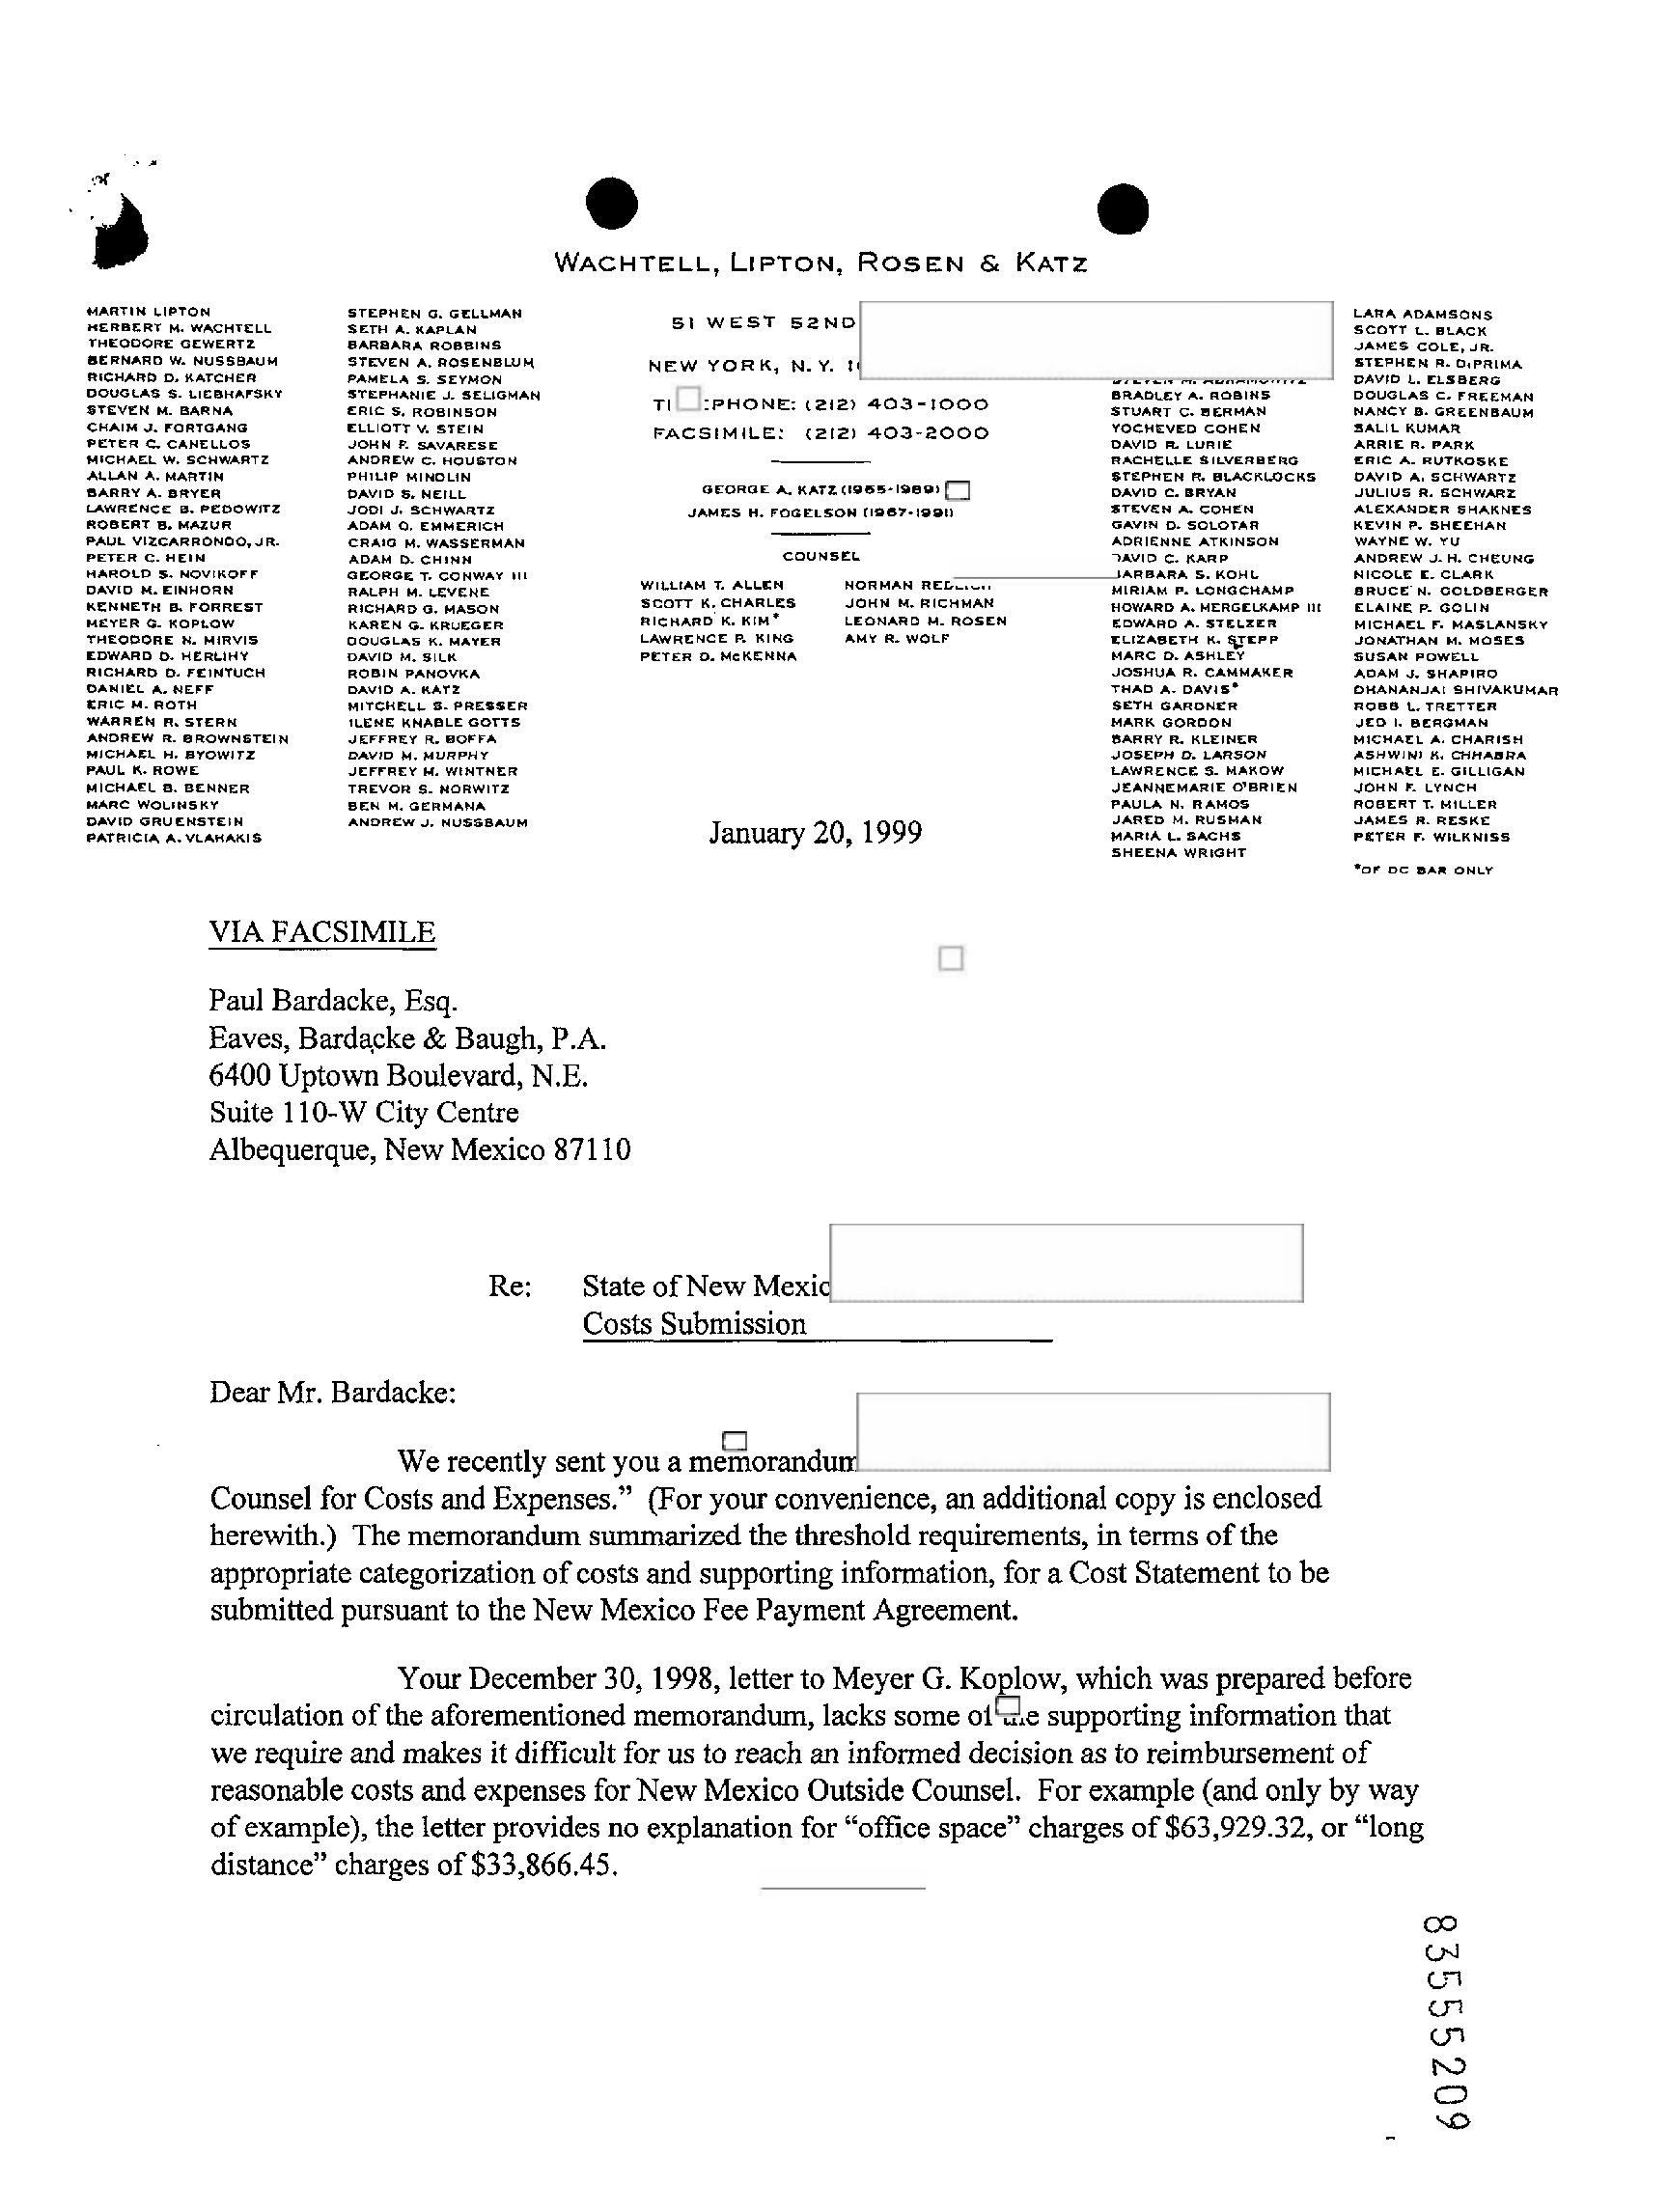 WACHTELL, LIPTON, ROSEN & KATZ
MARTIN LIPTON
HERBERT M. WACHTELL
THEODORE GEWERTZ
BERNARD W. NUSSBAUM
RICHARD D. KATCHER
DOUGLAS S. LIEBHAFSKY
STEVEN M. BARNA
CHAIM J. FORTGANG
PETER C. CANELLOS
MICHAEL W. SCHWARTZ
ALLAN A. MARTIN
BARRY A. BRYER
LAWRENCE B. PEDOWITZ
ROBERT B. MAZUR
PAUL VIZCARRONDO, JR.
PETER C. HEIN
HAROLD S. NOVIKOFF
DAVID M. EINHORN
KENNETH B. FORREST
MEYER G. KOPLOW
THEODORE N. MIRVIS
EDWARD D. HERLIHY
RICHARD D. FEINTUCH
DANIEL A. NEFF
ERIC M. ROTH
WARREN R. STERN
ANDREW R. BROWNSTEIN
MICHAEL H. BYOWITZ
PAUL K. ROWE
MICHAEL B. BENNER
MARC WOLINSKY
DAVID GRUENSTEIN
PATRICIA A. VLAHAKIS
STEPHEN G. GELLMAN
SETH A. KAPLAN
BARBARA ROBBINS
STEVEN A. ROSENBLUM
PAMELA S. SEYMON
STEPHANIE J. SELIGMAN
ERIC S. ROBINSON
ELLIOTT V. STEIN
JOHN F. SAVARESE
ANDREW C. HOUSTON
PHILIP MINDLIN
DAVID S. NEILL
JODI J. SCHWARTZ
ADAM O. EMMERICH
CRAIG M. WASSERMAN
ADAM D. CHINN
GEORGE T. CONWAY III
RALPH M. LEVENE
RICHARD G. MASON
KAREN G. KRUEGER
DOUGLAS K. MAYER
DAVID M. SILK
ROBIN PANOVKA
DAVID A. KATZ
MITCHELL S. PRESSER
ILENE KNABLE GOTTS
JEFFREY R. BOFFA
DAVID M. MURPHY
JEFFREY M. WINTNER
TREVOR S. NORWITZ
BEN M. GERMANA
ANDREW J. NUSSBAUM
51 WEST 52ND
NEW YORK, N.Y.
:PHONE: (212) 403-1000
FACSIMILE: (212) 403-2000
GEORGE A. KATZ (1965-1989)
JAMES H. FOGELSON (1967-1991)
COUNSEL
WILLIAM T. ALLEN
SCOTT K. CHARLES
RICHARD K. KIM*
LAWRENCE P. KING
PETER D. McKENNA
NORMAN
JOHN M. RICHMAN
LEONARD M. ROSEN
AMY R. WOLF
January 20, 1999
BRADLEY A. ROBINS
STUART C. BERMAN
YOCHEVED COHEN
DAVID R. LURIE
RACHELLE SILVERBERG
STEPHEN R. BLACKLOCKS
DAVID C. BRYAN
STEVEN A. COHEN
GAVIN D. SOLOTAR
ADRIENNE ATKINSON
DAVID C. KARP
BARBARA S. KOHL
MIRIAM P. LONGCHAMP
HOWARD A. MERGELKAMP III
EDWARD A. STELZER
ELIZABETH K. STEPP
MARC D. ASHLEY
JOSHUA R. CAMMAKER
THAD A. DAVIS*
SETH GARDNER
MARK GORDON
BARRY R. KLEINER
JOSEPH D. LARSON
LAWRENCE S. MAKOW
JEANNEMARIE O'BRIEN
PAULA N. RAMOS
JARED M. RUSMAN
MARIA L. SACHS
SHEENA WRIGHT
LARA ADAMSONS
SCOTT L. BLACK
JAMES COLE, JR.
STEPHEN R. DiPRIMA
DAVID L. ELSBERG
DOUGLAS C. FREEMAN
NANCY B. GREENBAUM
SALIL KUMAR
ARRIE R. PARK
ERIC A. RUTKOSKE
DAVID A. SCHWARTZ
JULIUS R. SCHWARZ
ALEXANDER SHAKNES
KEVIN P. SHEEHAN
WAYNE W. YU
ANDREW J. H. CHEUNG
NICOLE E. CLARK
BRUCE N. GOLDBERGER
ELAINE P. GOLIN
MICHAEL F. MASLANSKY
JONATHAN M. MOSES
SUSAN POWELL
ADAM J. SHAPIRO
DHANANJAI SHIVAKUMAR
ROBB L. TRETTER
JED I. BERGMAN
MICHAEL A. CHARISH
ASHWINI K. CHHABRA
MICHAEL E. GILLIGAN
JOHN F. LYNCH
ROBERT T. MILLER
JAMES R. RESKE
PETER F. WILKNISS
*OF DC BAR ONLY
VIA FACSIMILE
Paul Bardacke, Esq.
Eaves, Bardacke & Baugh, P.A.
6400 Uptown Boulevard, N.E.
Suite 110-W City Centre
Albequerque, New Mexico 87110
Re: State of New Mexic
Costs Submission
Dear Mr. Bardacke:
We recently sent you a memorandum
Counsel for Costs and Expenses.” (For your convenience, an additional copy is enclosed
herewith.) The memorandum summarized the threshold requirements, in terms of the
appropriate categorization of costs and supporting information, for a Cost Statement to be
submitted pursuant to the New Mexico Fee Payment Agreement.
Your December 30, 1998, letter to Meyer G. Koplow, which was prepared before
circulation of the aforementioned memorandum, lacks some of the supporting information that
we require and makes it difficult for us to reach an informed decision as to reimbursement of
reasonable costs and expenses for New Mexico Outside Counsel. For example (and only by way
of example), the letter provides no explanation for “office space” charges of $63,929.32, or “long
distance” charges of $33,866.45.
83555209